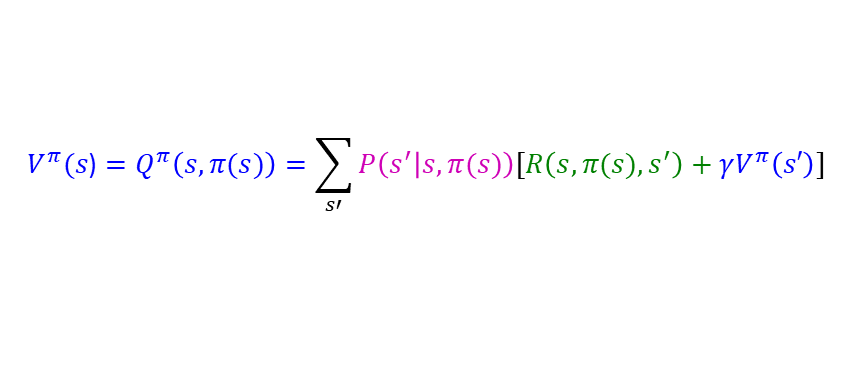 V^π(s) = Q^π(s, π(s)) = ∑_{s′} P(s′|s, π(s))[R(s, π(s), s′) + γV^π(s′)]